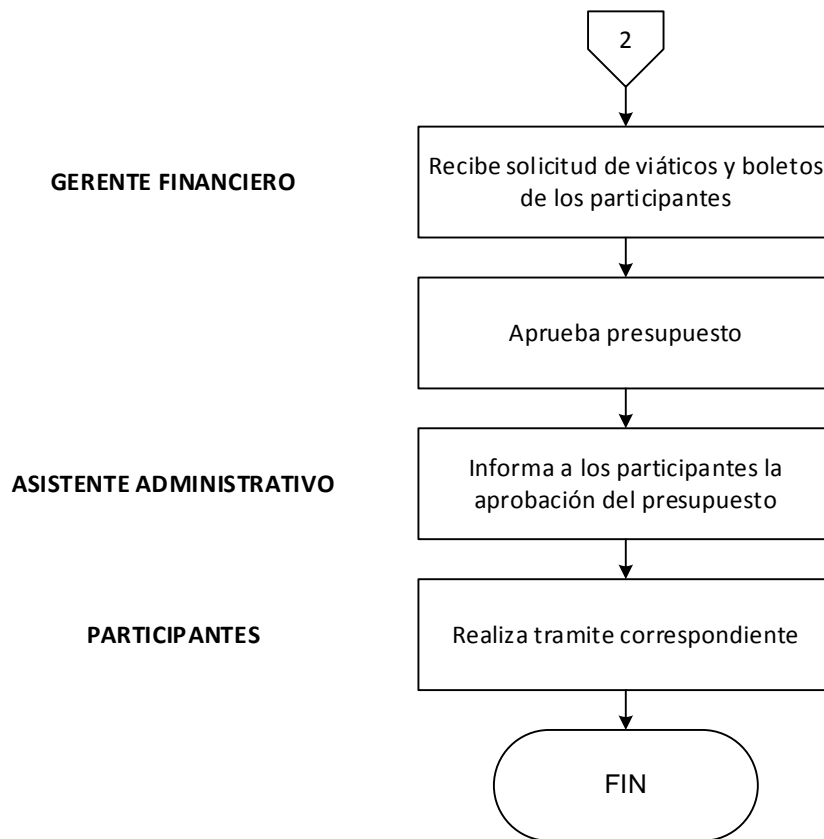 2
GERENTE FINANCIERO
Recibe solicitud de viáticos y boletos
de los participantes
Aprueba presupuesto
ASISTENTE ADMINISTRATIVO
Informa a los participantes la
aprobación del presupuesto
PARTICIPANTES
Realiza tramite correspondiente
FIN